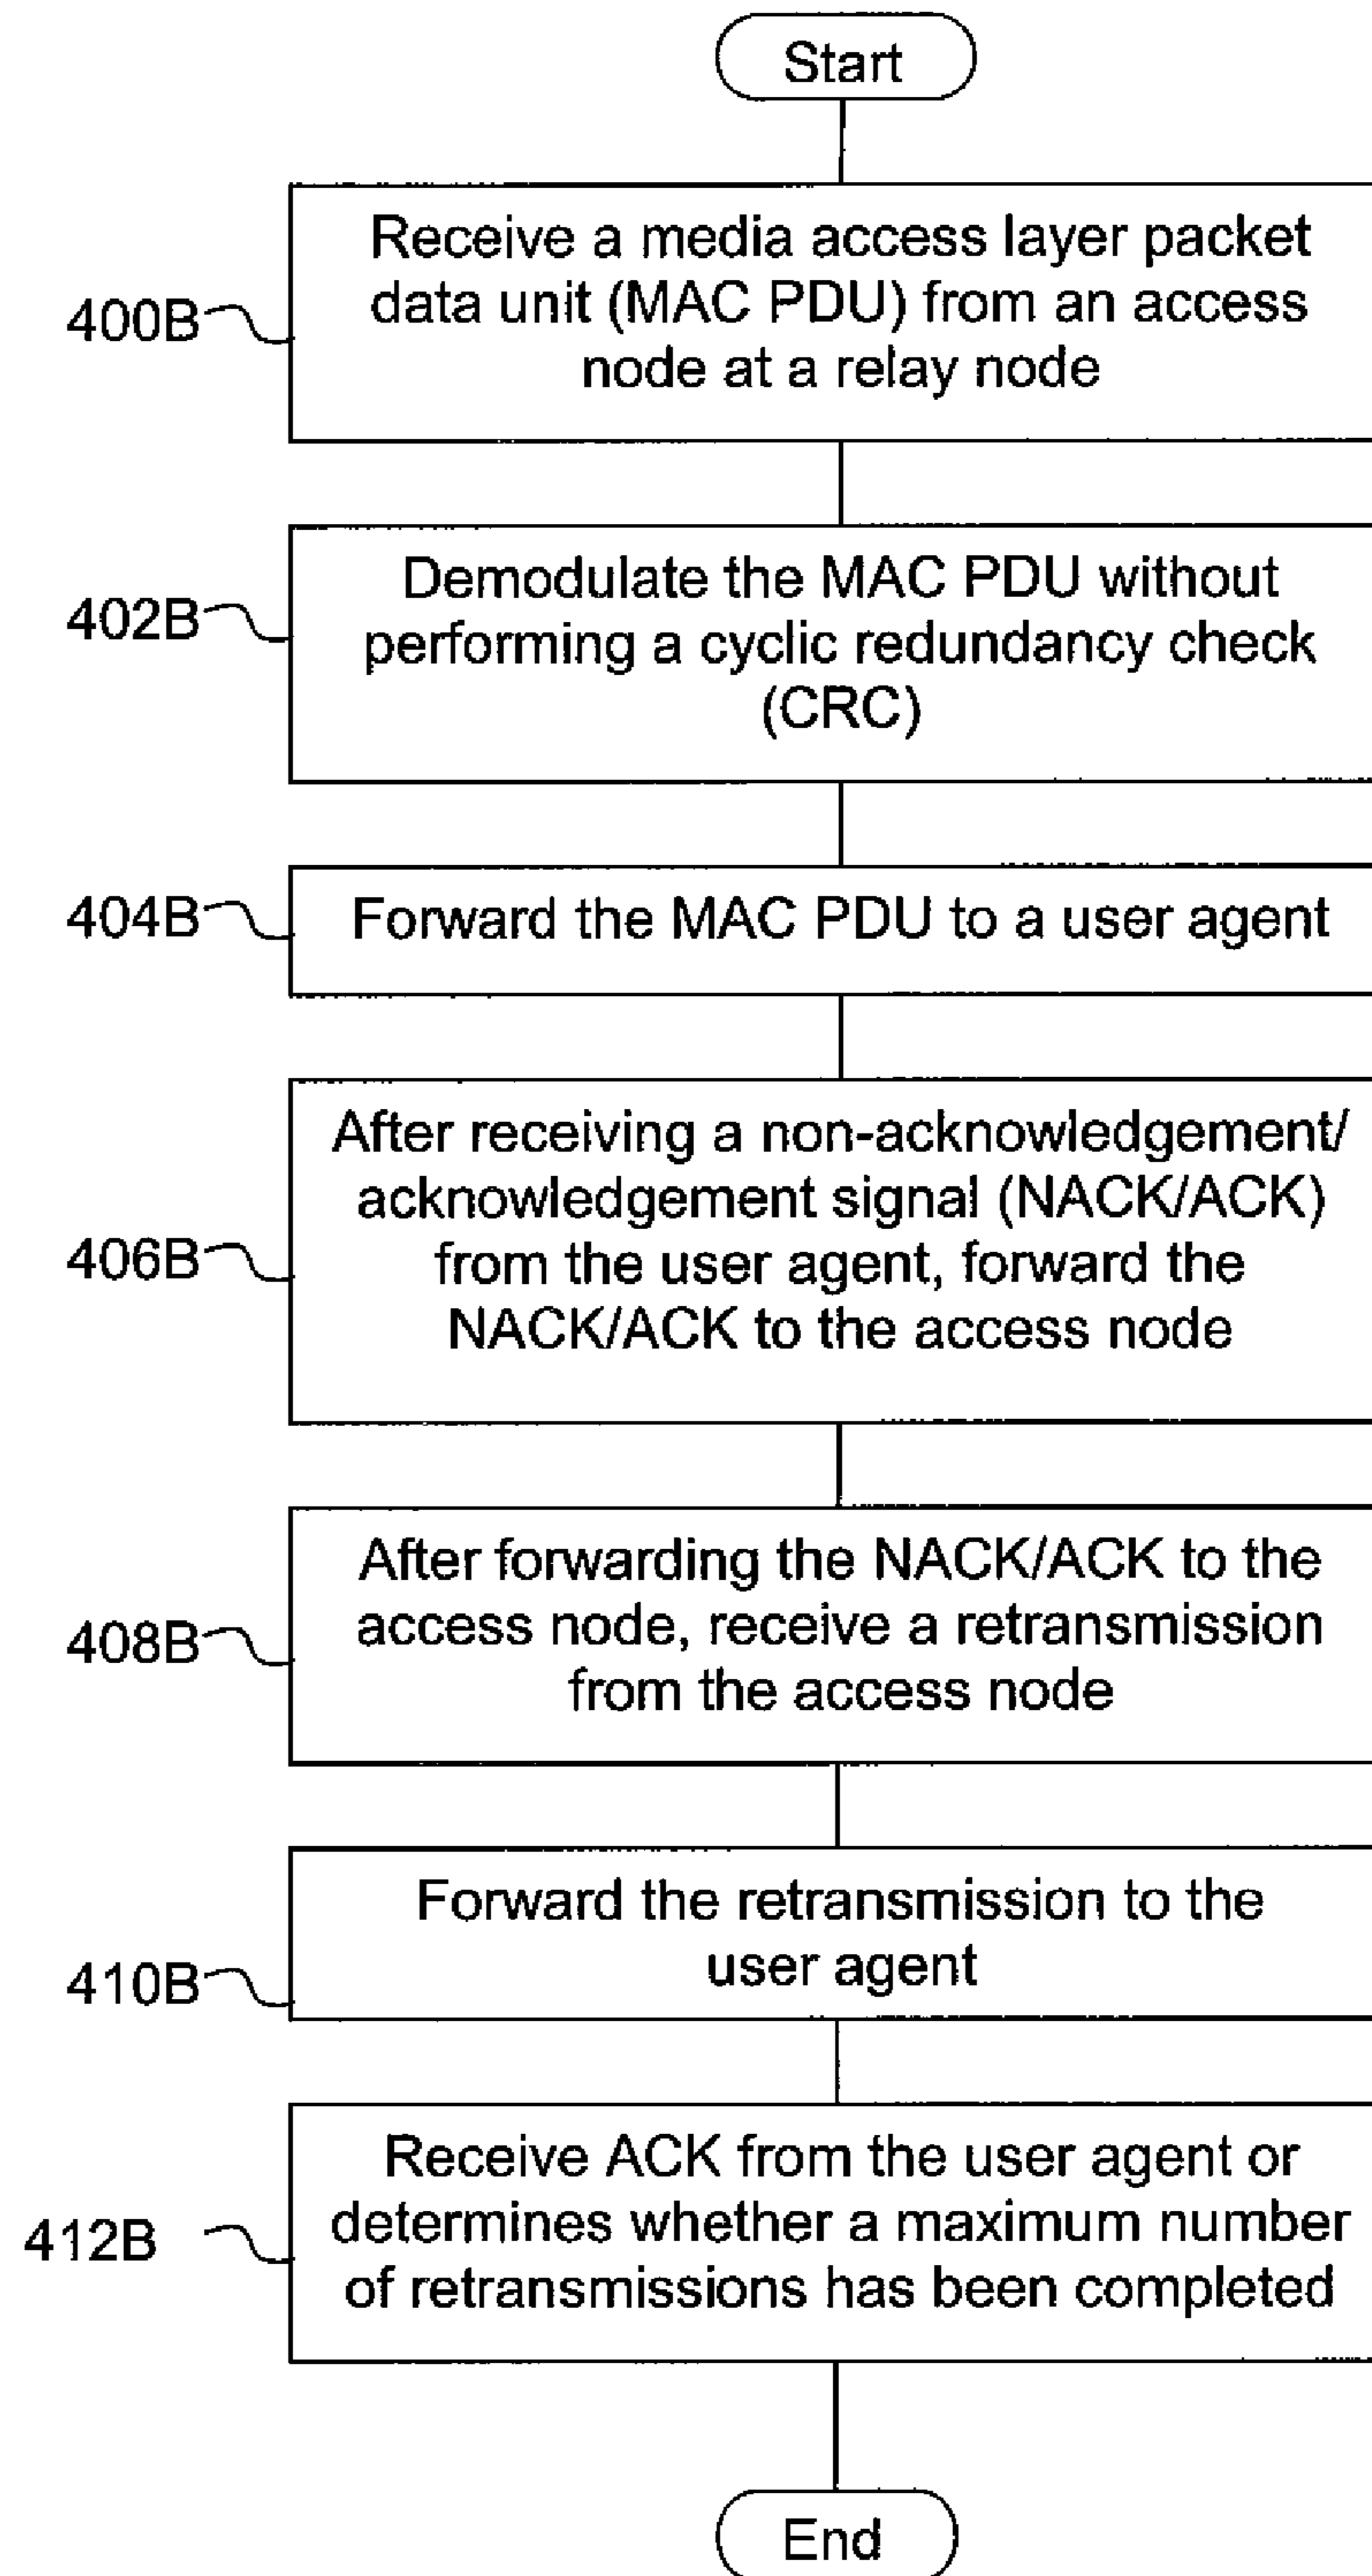 Start
Receive a media access layer packet
data unit (MAC PDU) from an access
node at a relay node
400B
Demodulate the MAC PDU without
performing a cyclic redundancy check
(CRC)
402B
Forward the MAC PDU to a user agent
404B
After receiving a non-acknowledgement/
acknowledgement signal (NACK/ACK)
from the user agent, forward the
NACK/ACK to the access node
406B
After forwarding the NACK/ACK to the
access node, receive a retransmission
from the access node
408B
Forward the retransmission to the
user agent
410B
Receive ACK from the user agent or
determines whether a maximum number
of retransmissions has been completed
412B
End